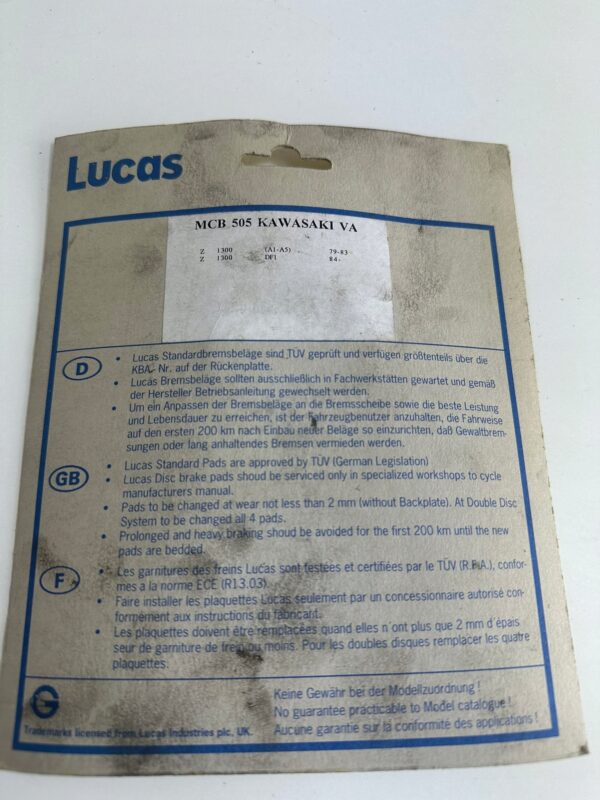 Lucas
MCB 505 KAWASAKI VA
Z 1300 (A1-A5) 79-83
Z 1300 DF1 84-
D
• Lucas Standardbremsbeläge sind TÜV geprüft und verfügen größtenteils über die
KBA- Nr. auf der Rückenplatte.
• Lucas Bremsbeläge sollten ausschließlich in Fachwerkstätten gewartet und gemäß
der Hersteller Betriebsanleitung gewechselt werden.
• Um ein Anpassen der Bremsbeläge an die Bremsscheibe sowie die beste Leistung
und Lebensdauer zu erreichen, ist der Fahrzeugbenutzer anzuhalten, die Fahrweise
auf den ersten 200 km nach Einbau neuer Beläge so einzurichten, daß Gewaltbrem-
sungen oder lang anhaltendes Bremsen vermieden werden.
GB
• Lucas Standard Pads are approved by TÜV (German Legislation)
• Lucas Disc brake pads shoud be serviced only in specialized workshops to cycle
manufacturers manual.
• Pads to be changed at wear not less than 2 mm (without Backplate). At Double Disc
System to be changed all 4 pads.
• Prolonged and heavy braking shoud be avoided for the first 200 km until the new
pads are bedded.
F
• Les garnitures des freins Lucas sont testées et certifiées par le TÜV (R.F.A.), confor-
mes a la norme ECE (R13.03).
• Faire installer les plaquettes Lucas seulement par un concessionnaire autorisé con-
formément aux instructions du fabricant.
• Les plaquettes doivent être remplacées quand elles n'ont plus que 2 mm d'épais
seur de garniture de frein ou moins. Pour les doubles disques remplacer les quatre
plaquettes.
Keine Gewähr bei der Modellzuordnung !
No guarantee practicable to Model catalogue !
Aucune garantie sur la conformité des applications !
Trademarks licensed from Lucas Industries plc, UK.